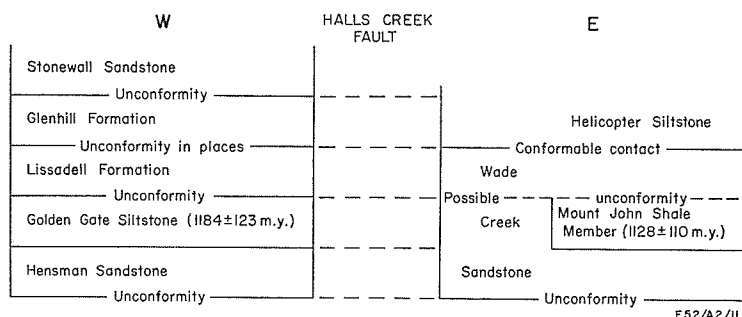 W
HALLS CREEK
FAULT
E
Stonewall Sandstone
Unconformity
Glenhill Formation
Helicopter Siltstone
Unconformity in places
Conformable contact
Lissadell Formation
Wade
Unconformity
Possible
unconformity
Golden Gate Siltstone (1184±123 m.y.)
Creek
Mount John Shale
Member (1128±110 m.y.)
Hensman Sandstone
Sandstone
Unconformity
Unconformity
E52/A2/11